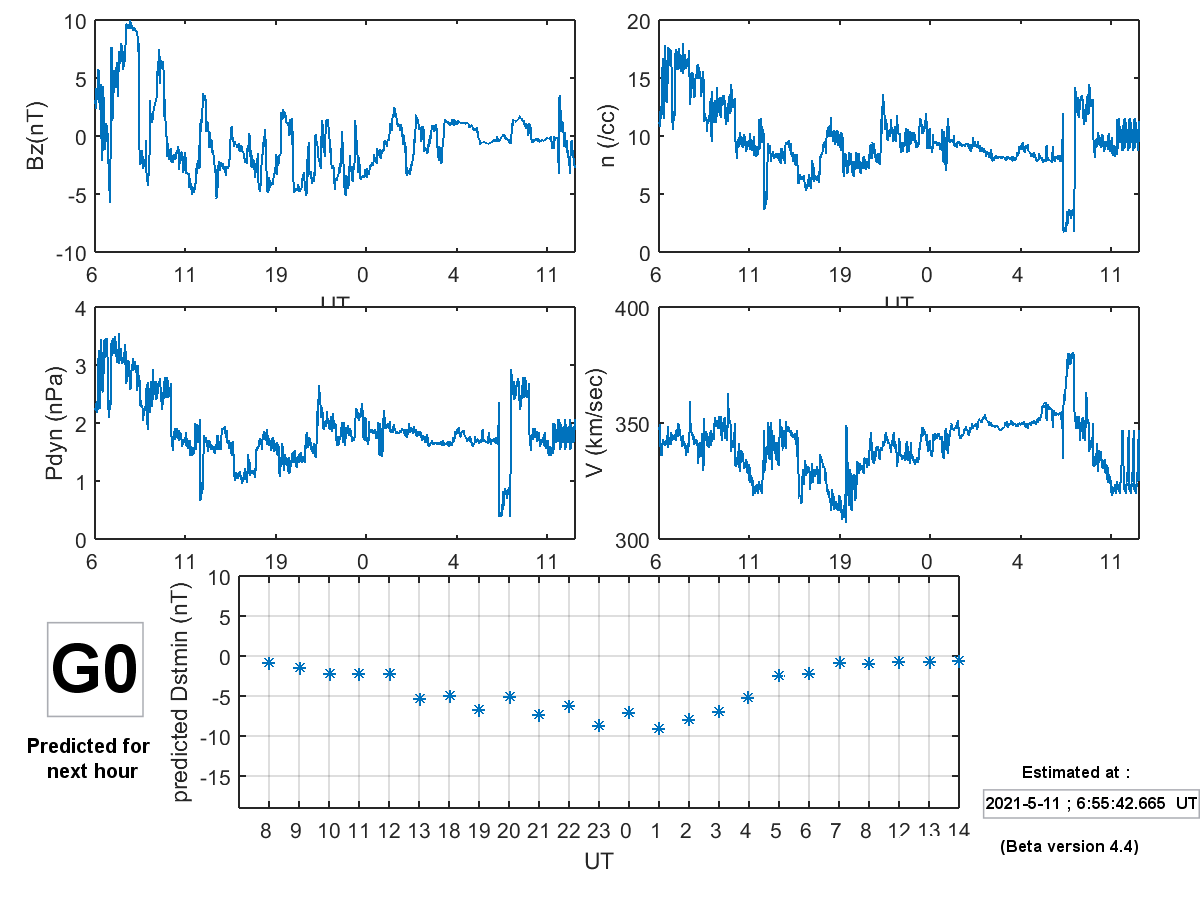 10
5
0
-5
-10
Bz(nT)
6 11 19 0 4 11
UT
20
15
10
5
0
n (/cc)
6 11 19 0 4 11
UT
4
3
2
1
0
Pdyn (nPa)
6 11 19 0 4 11
400
350
300
V (km/sec)
6 11 19 0 4 11
10
5
0
-5
-10
-15
predicted Dstmin (nT)
8 9 10 11 12 13 18 19 20 21 22 23 0 1 2 3 4 5 6 7 8 12 13 14
UT
G0
Predicted for
next hour
Estimated at :
2021-5-11 ; 6:55:42.665 UT
(Beta version 4.4)